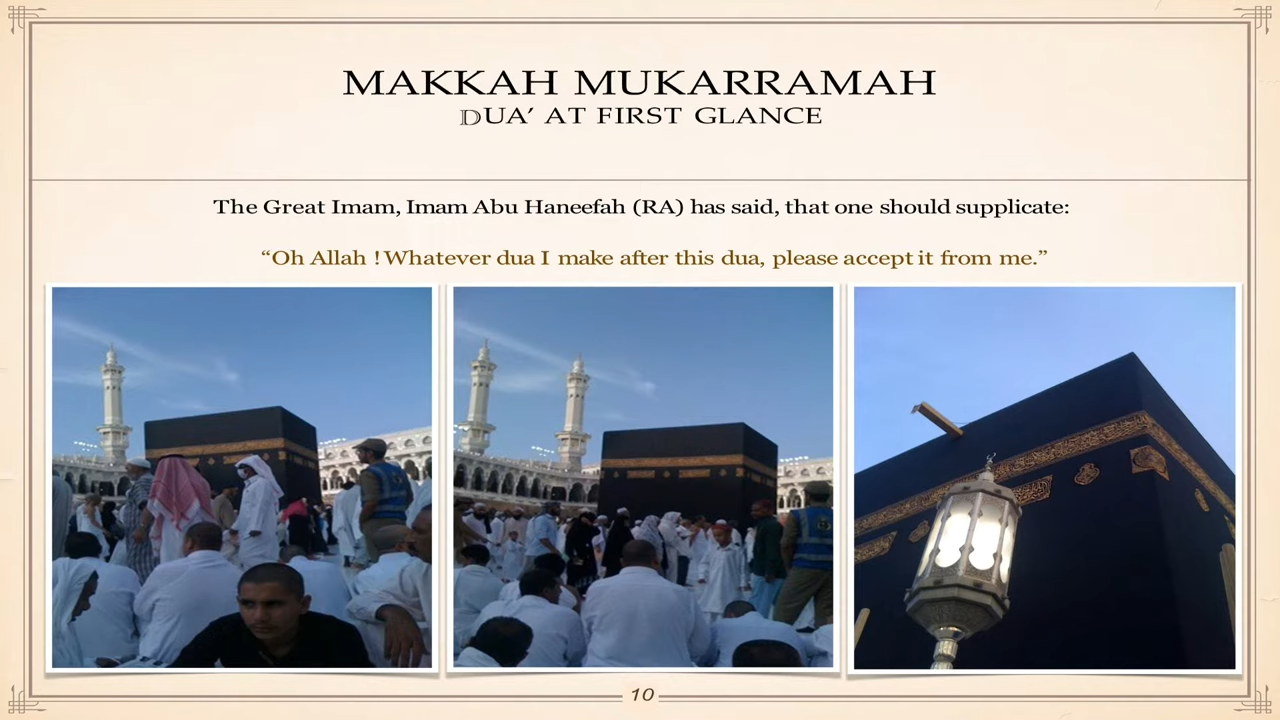 MAKKAH MUKARRAMAH
DUA’ AT FIRST GLANCE
The Great Imam, Imam Abu Haneefah (RA) has said, that one should supplicate:
“Oh Allah ! Whatever dua I make after this dua, please accept it from me.”
10